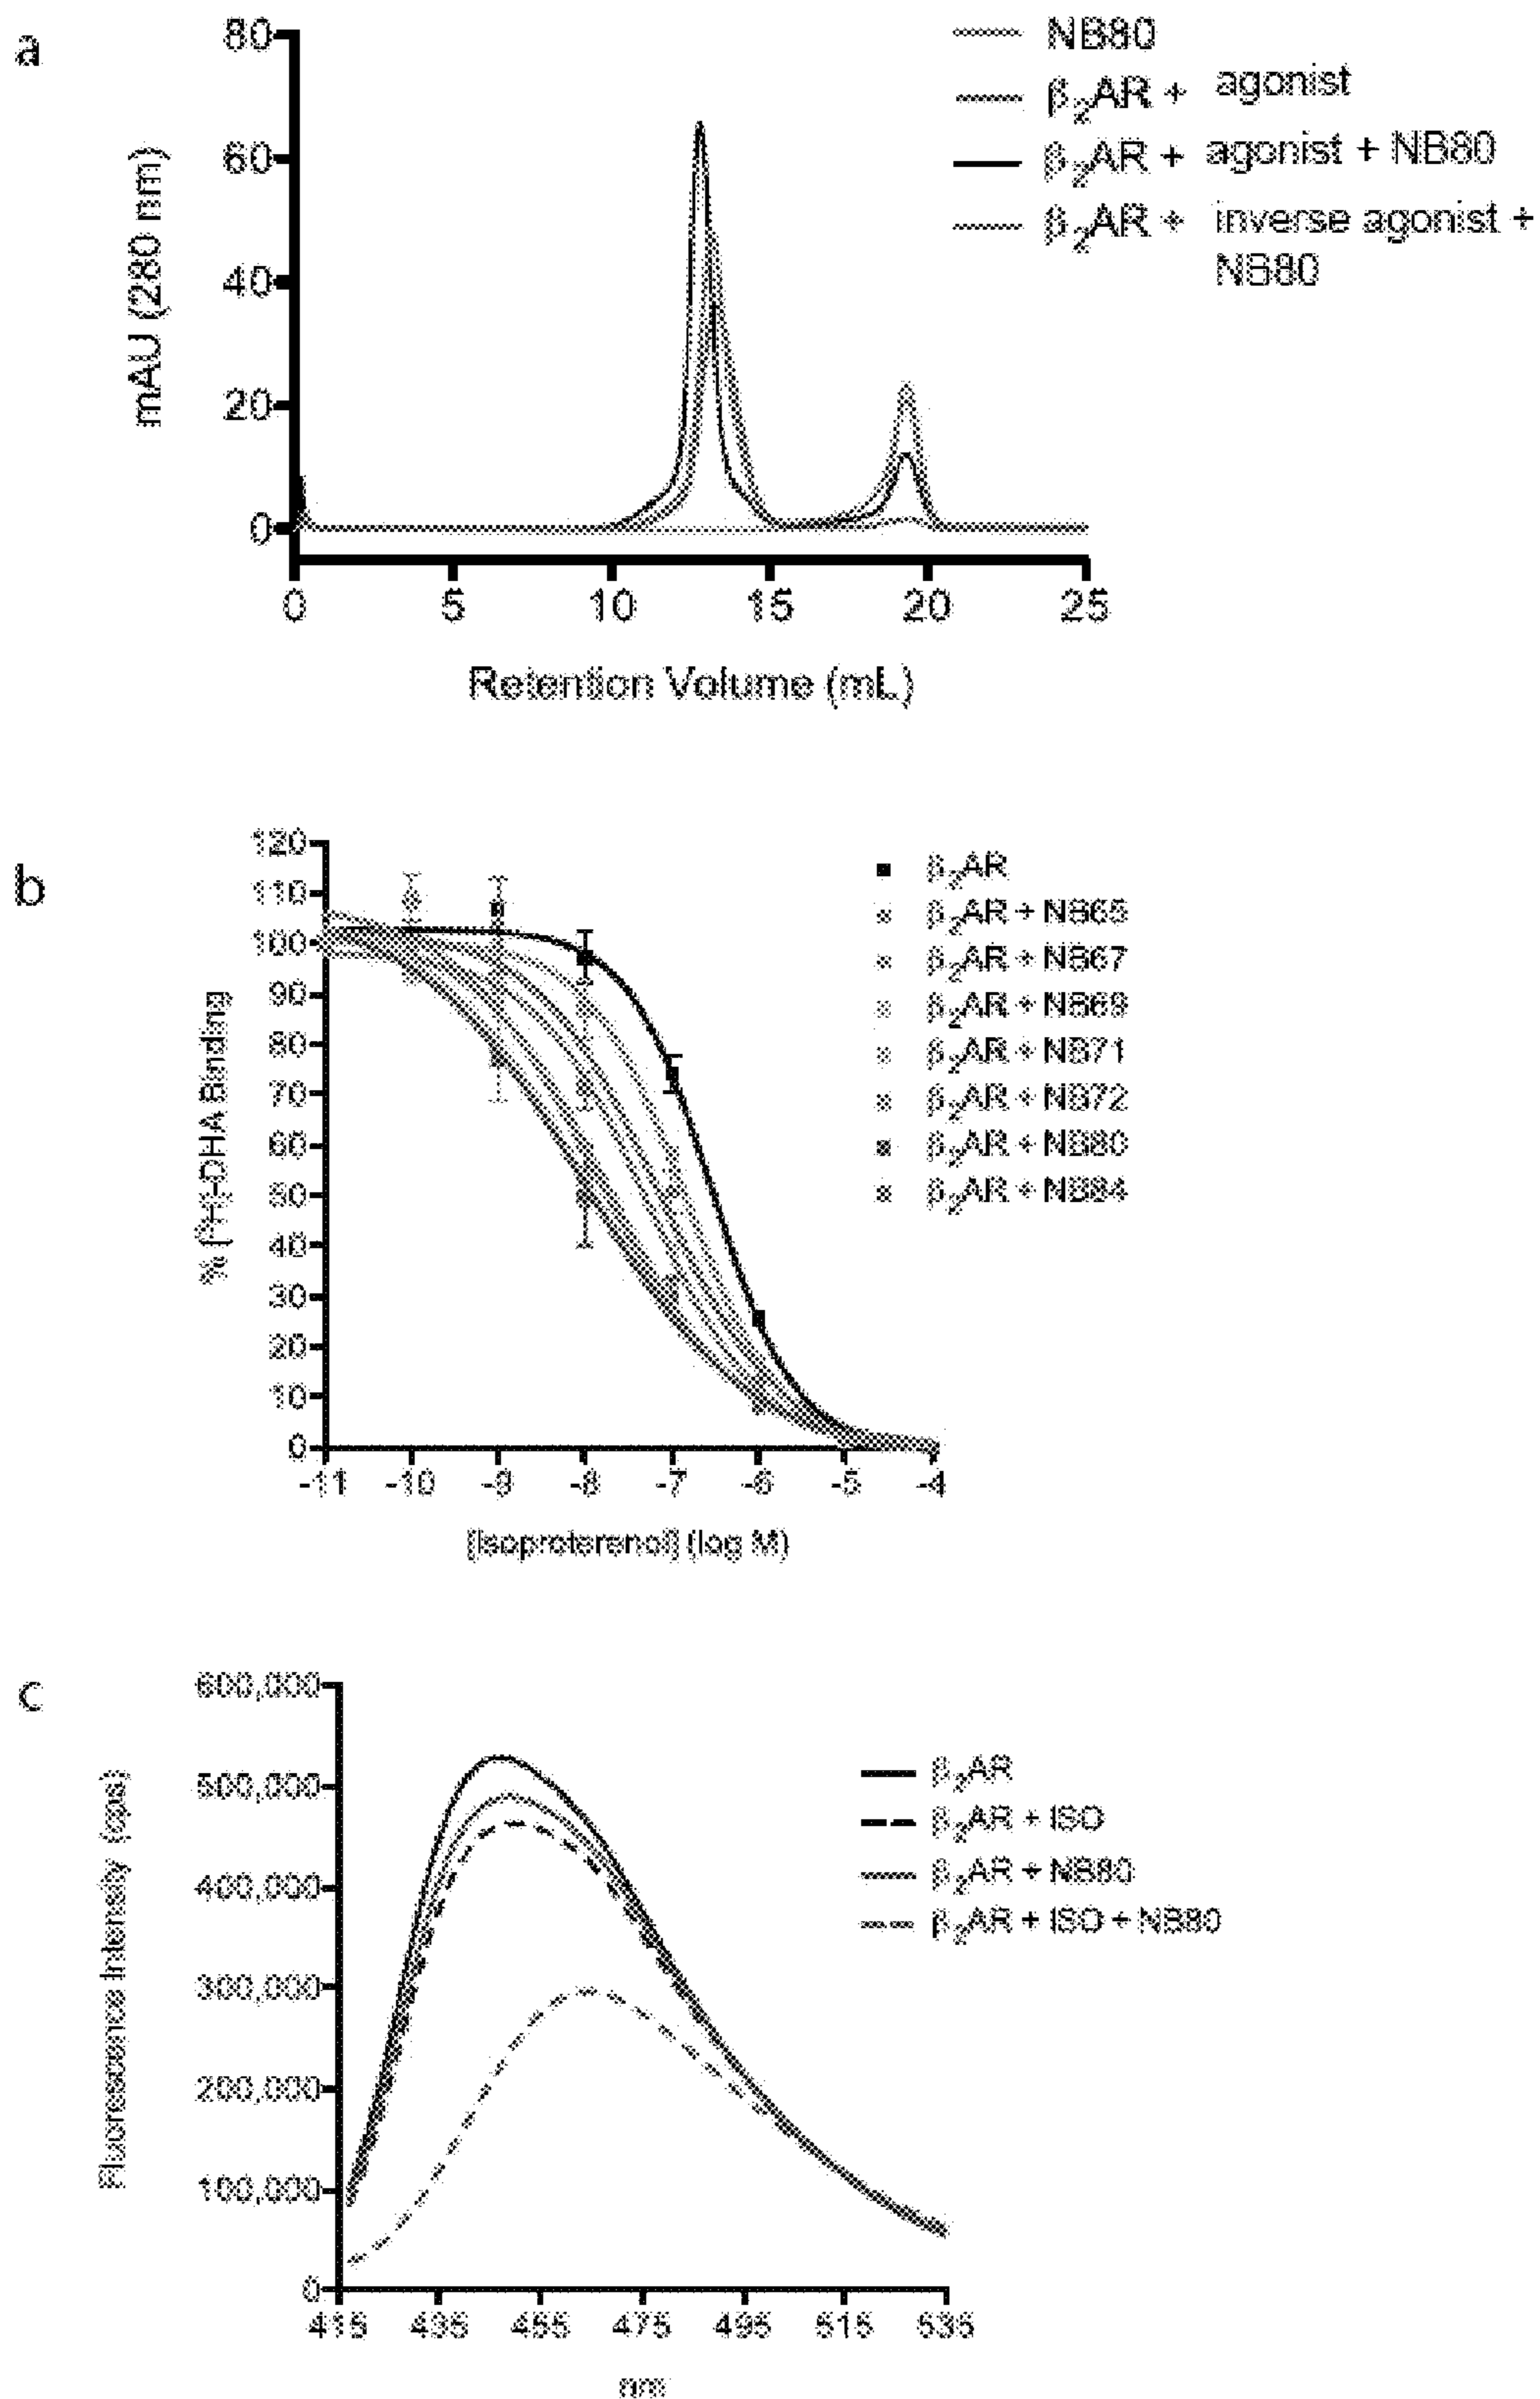 a
80
60
40
20
0
mAU (280 nm)
0 5 10 15 20 25
Retention Volume (mL)
NB80
β2AR + agonist
β2AR + agonist + NB80
β2AR + inverse agonist +
NB80
b
120
110
100
90
80
70
60
50
40
30
20
10
0
% [3H]-DHA Binding
-11 -10 -9 -8 -7 -6 -5 -4
[Isoproterenol] (log M)
β2AR
β2AR + NB65
β2AR + NB67
β2AR + NB69
β2AR + NB71
β2AR + NB72
β2AR + NB80
β2AR + NB84
c
600,000
500,000
400,000
300,000
200,000
100,000
0
Fluorescence Intensity (cps)
415 435 455 475 495 515 535
nm
β2AR
β2AR + ISO
β2AR + NB80
β2AR + ISO + NB80